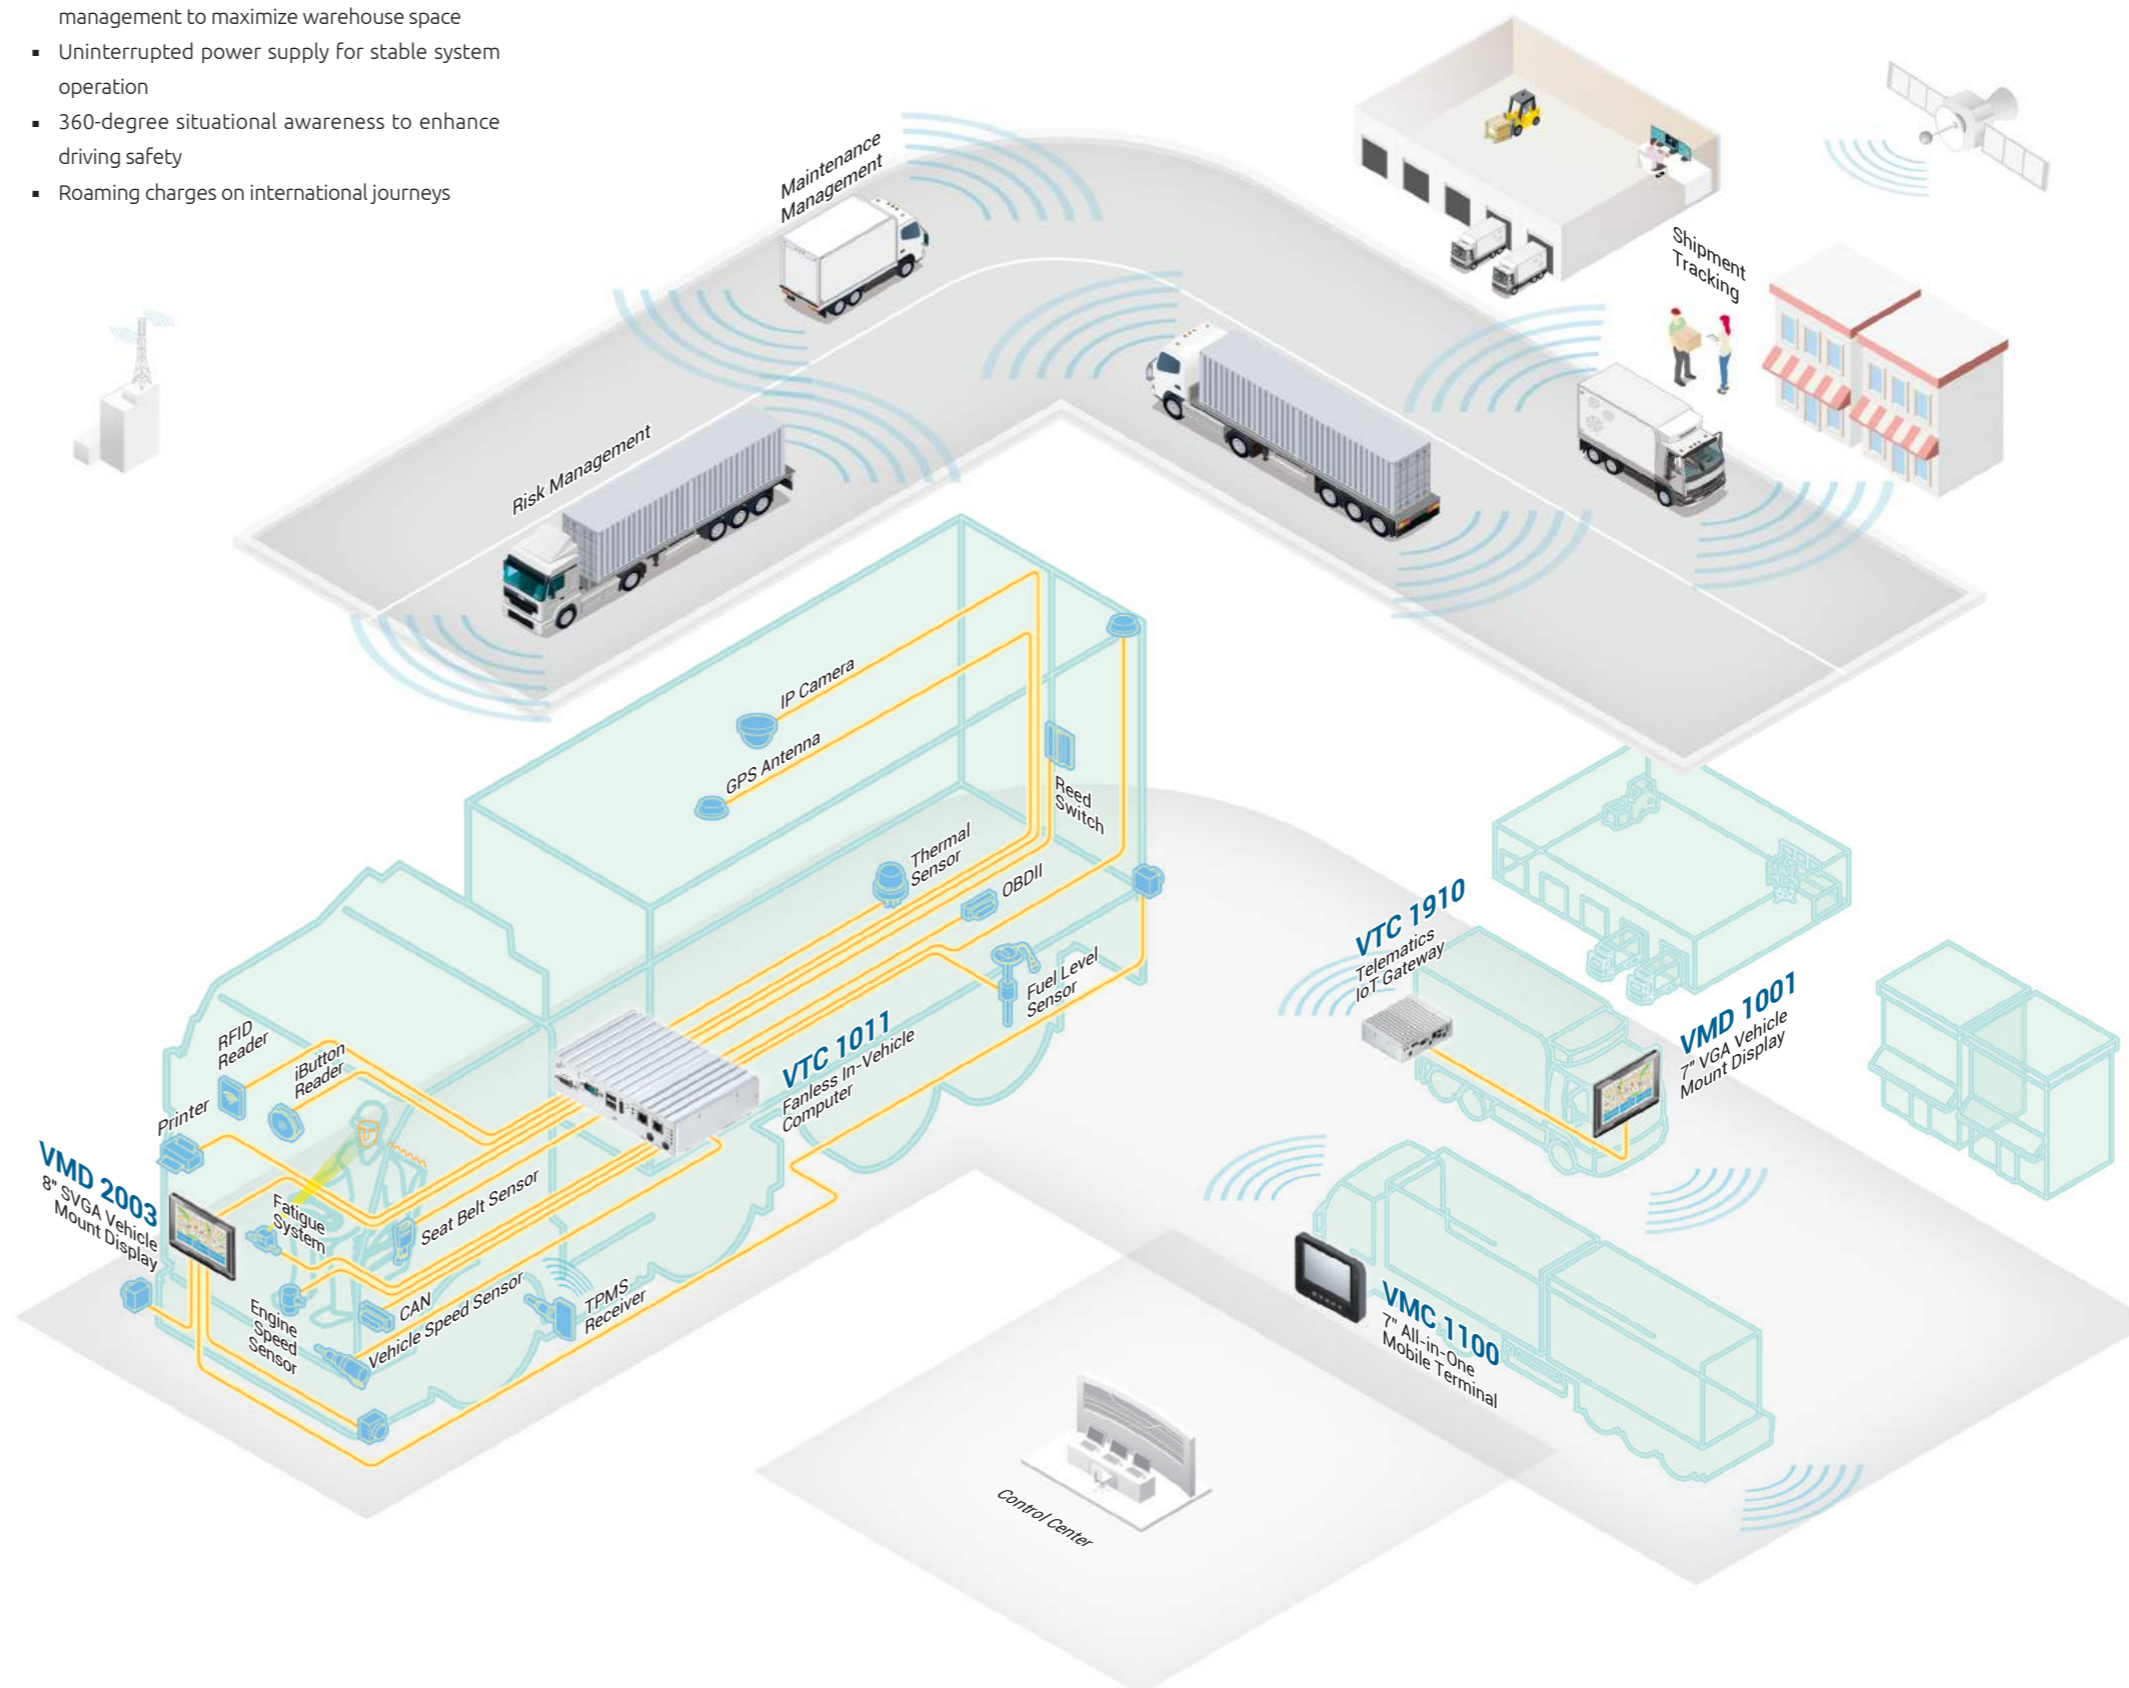 management to maximize warehouse space
▪ Uninterrupted power supply for stable system
operation
▪ 360-degree situational awareness to enhance
driving safety
▪ Roaming charges on international journeys
Maintenance
Management
Shipment
Tracking
Risk Management
IP Camera
GPS Antenna
Reed
Switch
Thermal
Sensor
OBDII
Fuel Level
Sensor
VTC 1910
Telematics
IoT Gateway
VMD 1001
7" VGA Vehicle
Mount Display
VTC 1011
Fanless In-Vehicle
Computer
RFID
Reader
iButton
Reader
Printer
VMD 2003
8" SVGA Vehicle
Mount Display
Fatigue
System
Seat Belt Sensor
Engine
Speed
Sensor
CAN
Vehicle Speed Sensor
TPMS
Receiver
VMC 1100
7" All-in-One
Mobile Terminal
Control Center